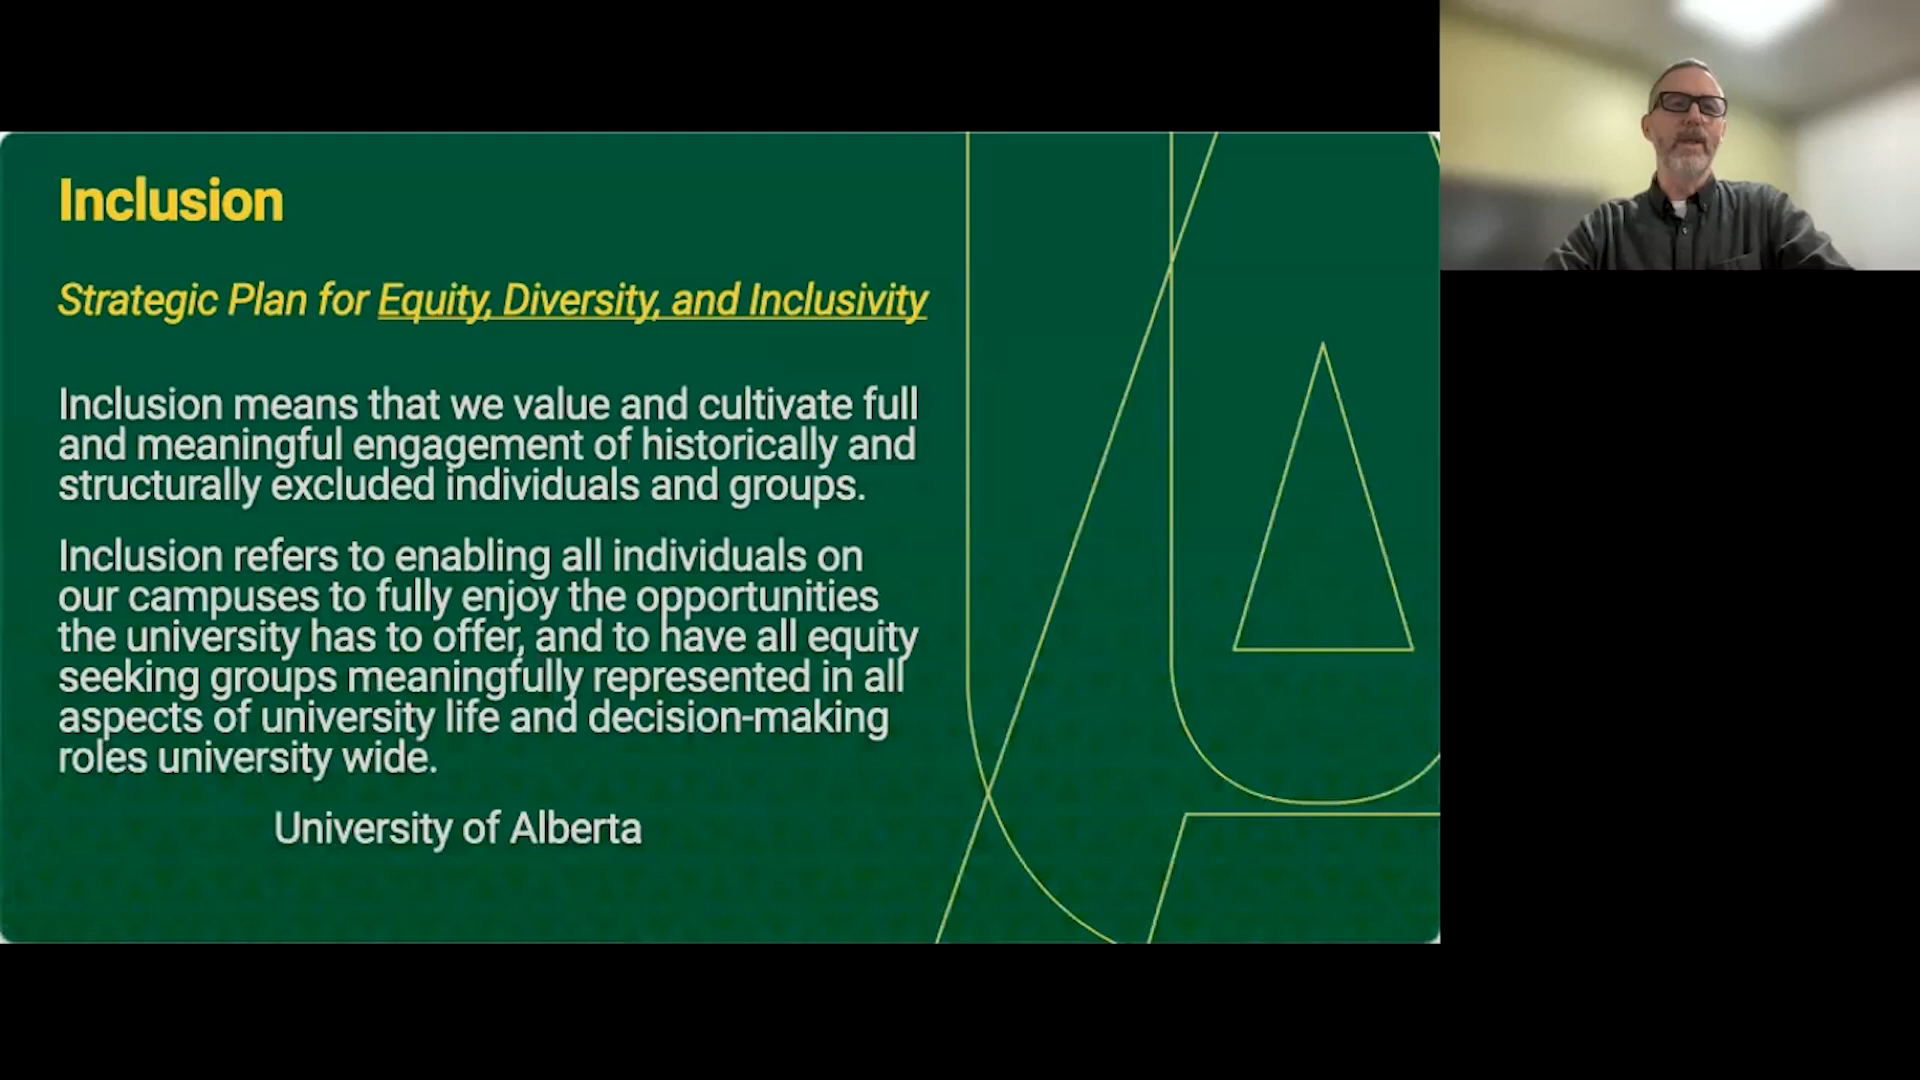 Inclusion
Strategic Plan for Equity, Diversity, and Inclusivity
Inclusion means that we value and cultivate full
and meaningful engagement of historically and
structurally excluded individuals and groups.
Inclusion refers to enabling all individuals on
our campuses to fully enjoy the opportunities
the university has to offer, and to have all equity
seeking groups meaningfully represented in all
aspects of university life and decision-making
roles university wide.
University of Alberta